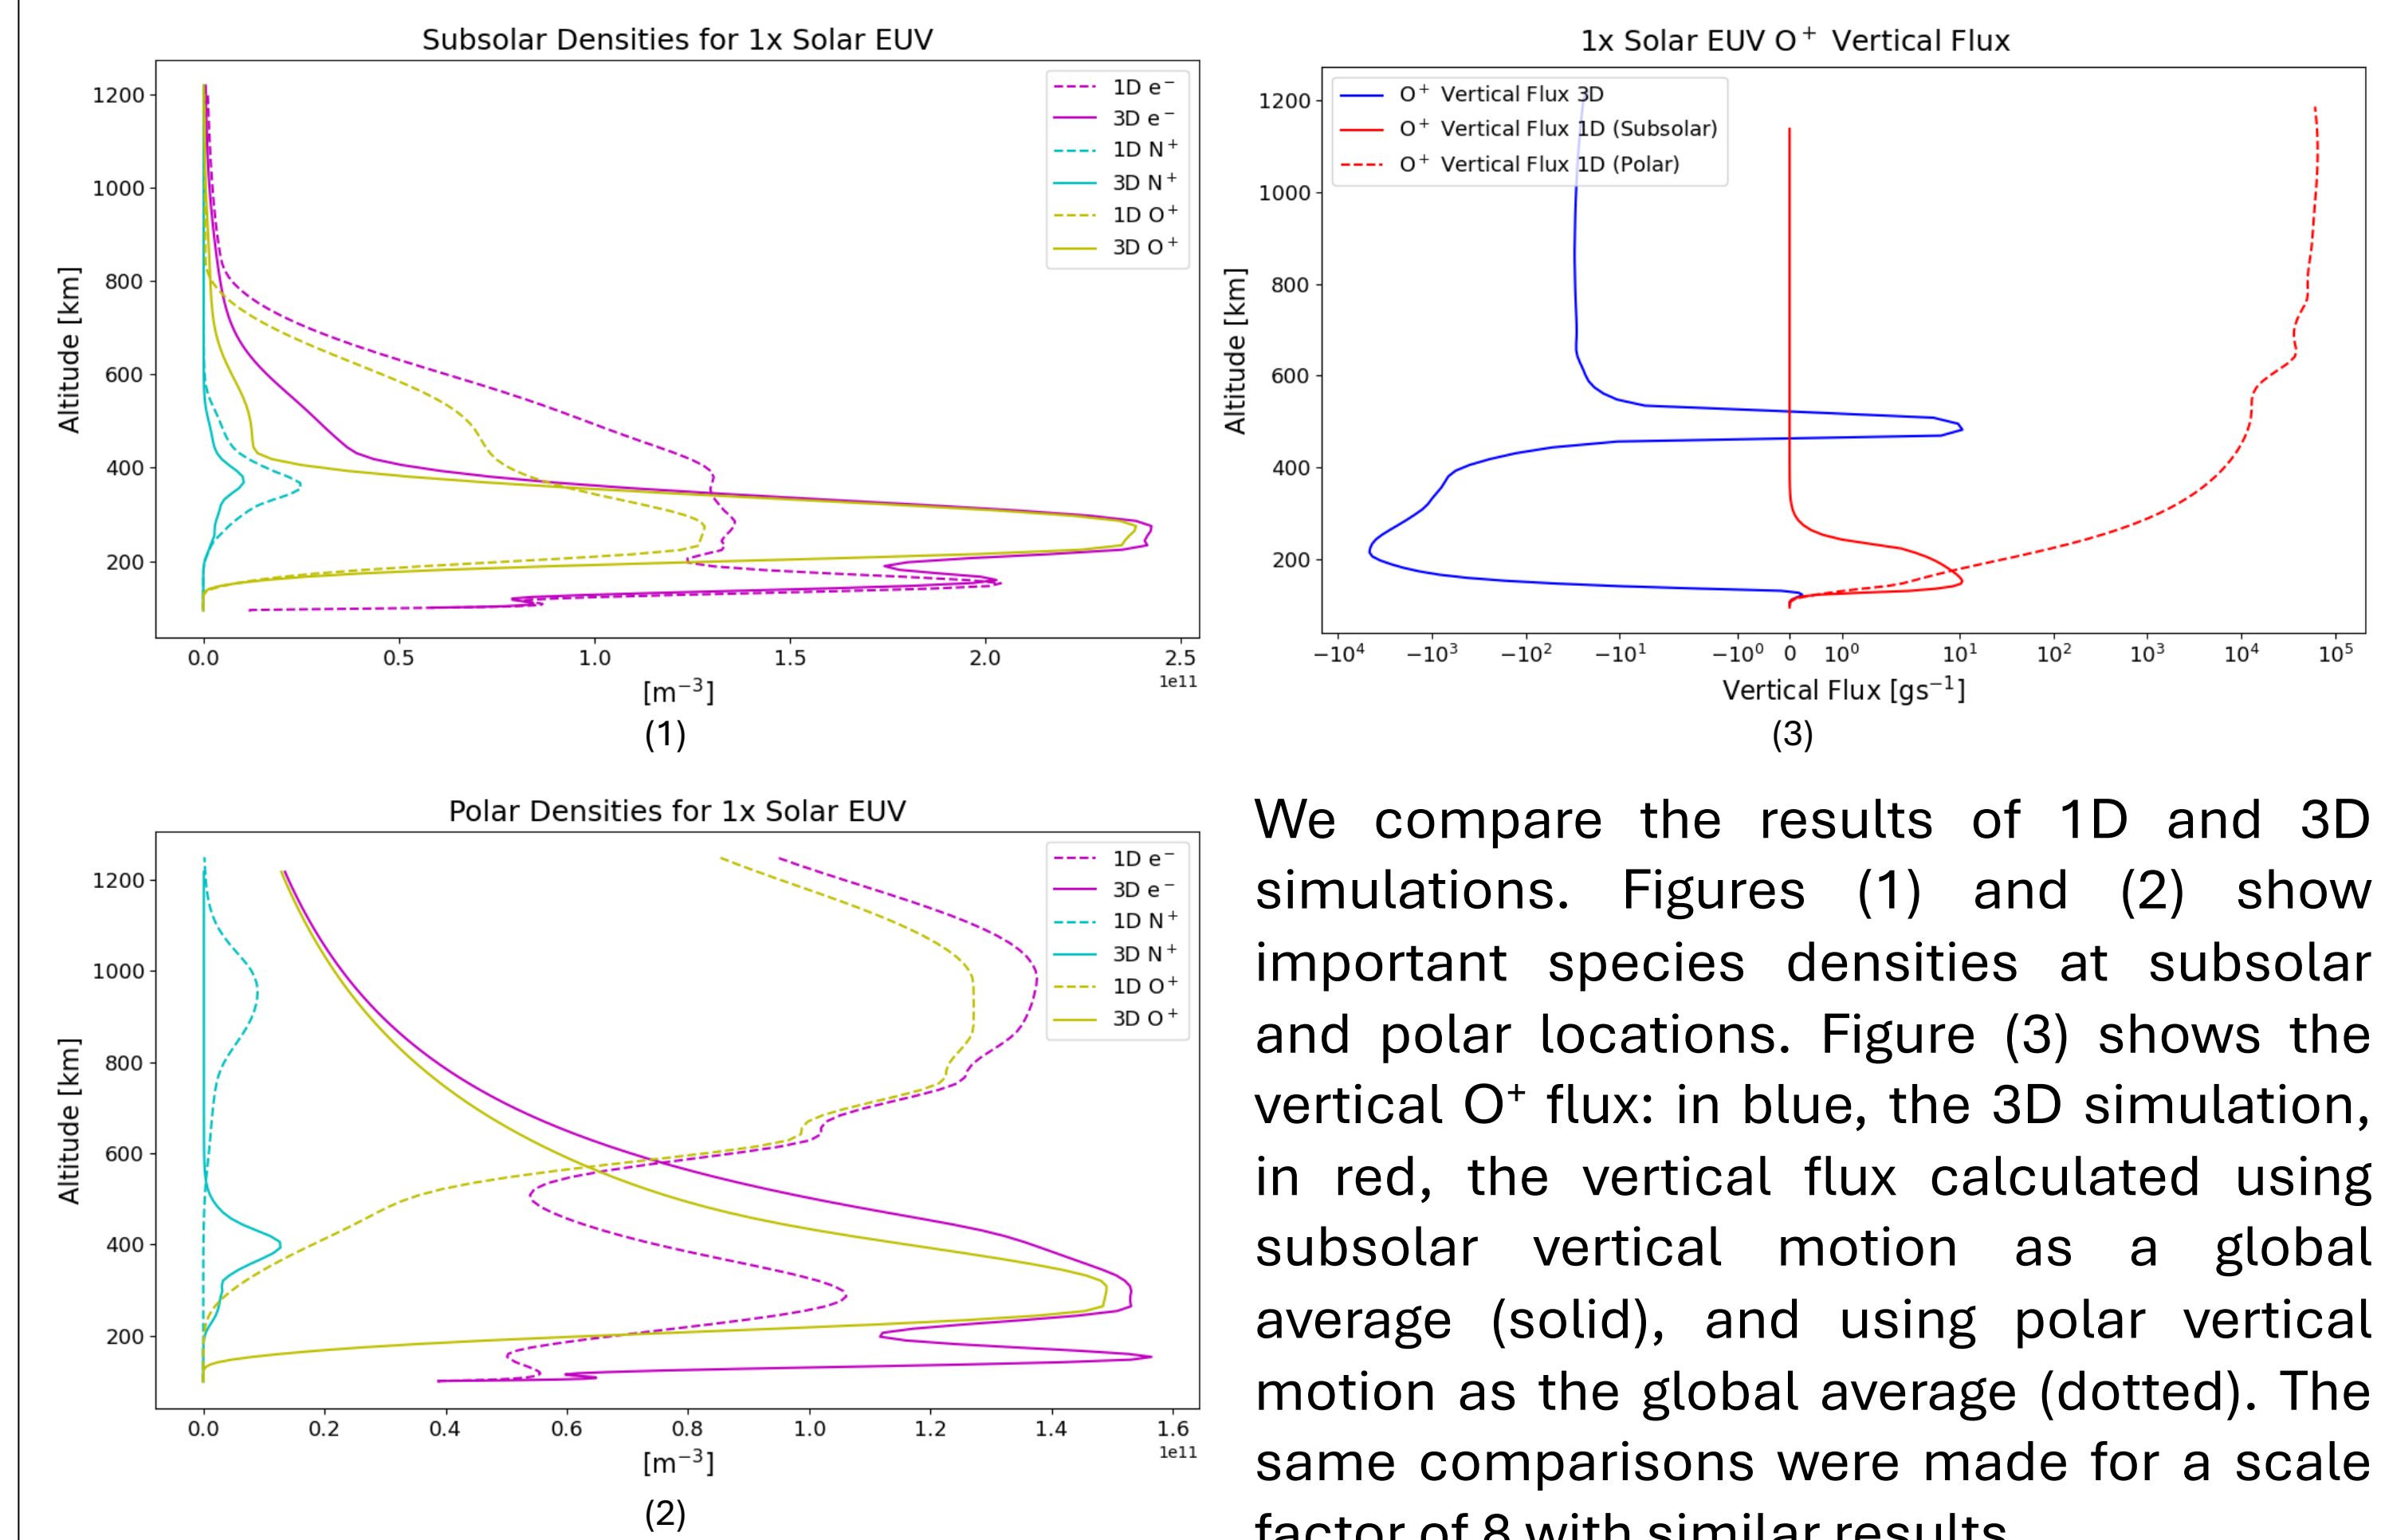 Subsolar Densities for 1x Solar EUV
1D e⁻
3D e⁻
1D N⁺
3D N⁺
1D O⁺
3D O⁺
1200
1000
800
600
400
200
Altitude [km]
0.0 0.5 1.0 1.5 2.0 2.5
1e11
[m⁻³]
(1)
1x Solar EUV O⁺ Vertical Flux
O⁺ Vertical Flux 3D
O⁺ Vertical Flux 1D (Subsolar)
O⁺ Vertical Flux 1D (Polar)
1200
1000
800
600
400
200
Altitude [km]
−10⁴ −10³ −10² −10¹ −10⁰ 0 10⁰ 10¹ 10² 10³ 10⁴ 10⁵
Vertical Flux [gs⁻¹]
(3)
Polar Densities for 1x Solar EUV
1D e⁻
3D e⁻
1D N⁺
3D N⁺
1D O⁺
3D O⁺
1200
1000
800
600
400
200
Altitude [km]
0.0 0.2 0.4 0.6 0.8 1.0 1.2 1.4 1.6
1e11
[m⁻³]
(2)
We compare the results of 1D and 3D
simulations. Figures (1) and (2) show
important species densities at subsolar
and polar locations. Figure (3) shows the
vertical O⁺ flux: in blue, the 3D simulation,
in red, the vertical flux calculated using
subsolar vertical motion as a global
average (solid), and using polar vertical
motion as the global average (dotted). The
same comparisons were made for a scale
factor of 8 with similar results